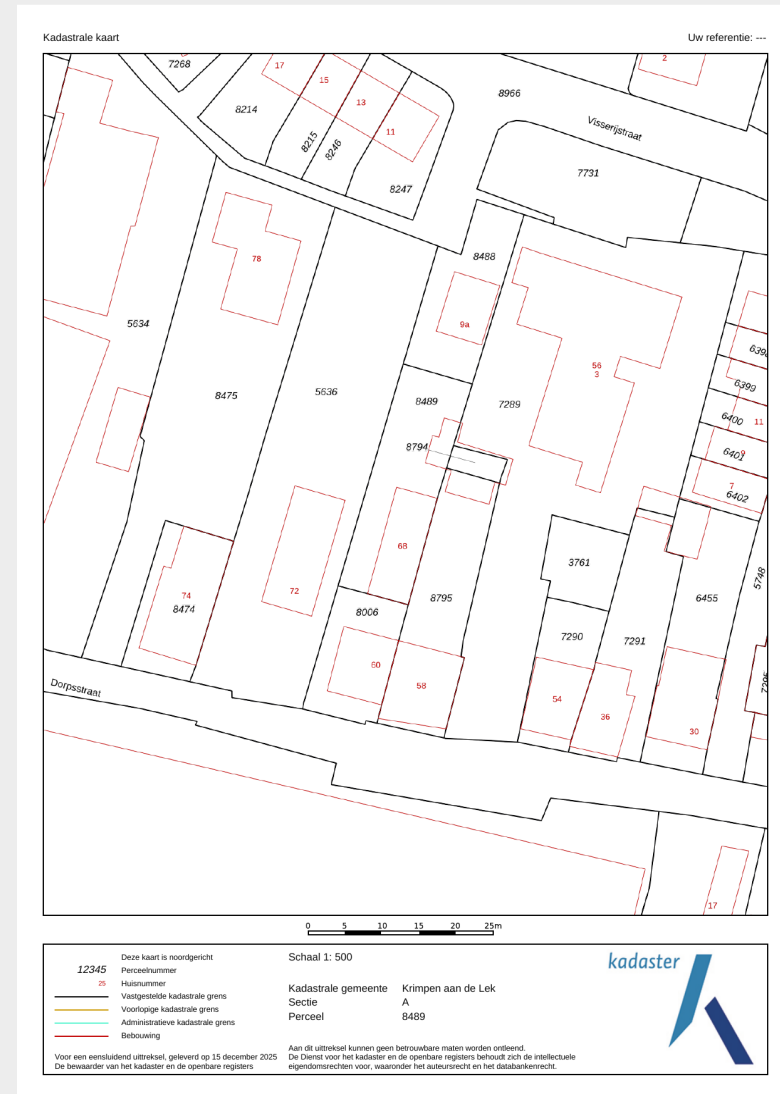 Kadastrale kaart
Uw referentie: ---
7268
17
15
13
11
2
8214
8215
8246
8247
8966
Visserijstraat
7731
78
8488
9a
5634
8475
5636
8489
7289
56
3
8794
6399
6400
11
6401
7
6402
68
3761
72
74
8474
8006
8795
7290
7291
6455
5748
60
58
54
36
30
Dorpsstraat
17
0 5 10 15 20 25m
Deze kaart is noordgericht
12345 Perceelnummer
25 Huisnummer
Vastgestelde kadastrale grens
Voorlopige kadastrale grens
Administratieve kadastrale grens
Bebouwing
Voor een eensluidend uittreksel, geleverd op 15 december 2025
De bewaarder van het kadaster en de openbare registers
Schaal 1: 500
Kadastrale gemeente Krimpen aan de Lek
Sectie A
Perceel 8489
Aan dit uittreksel kunnen geen betrouwbare maten worden ontleend.
De Dienst voor het kadaster en de openbare registers behoudt zich de intellectuele
eigendomsrechten voor, waaronder het auteursrecht en het databankenrecht.
kadaster